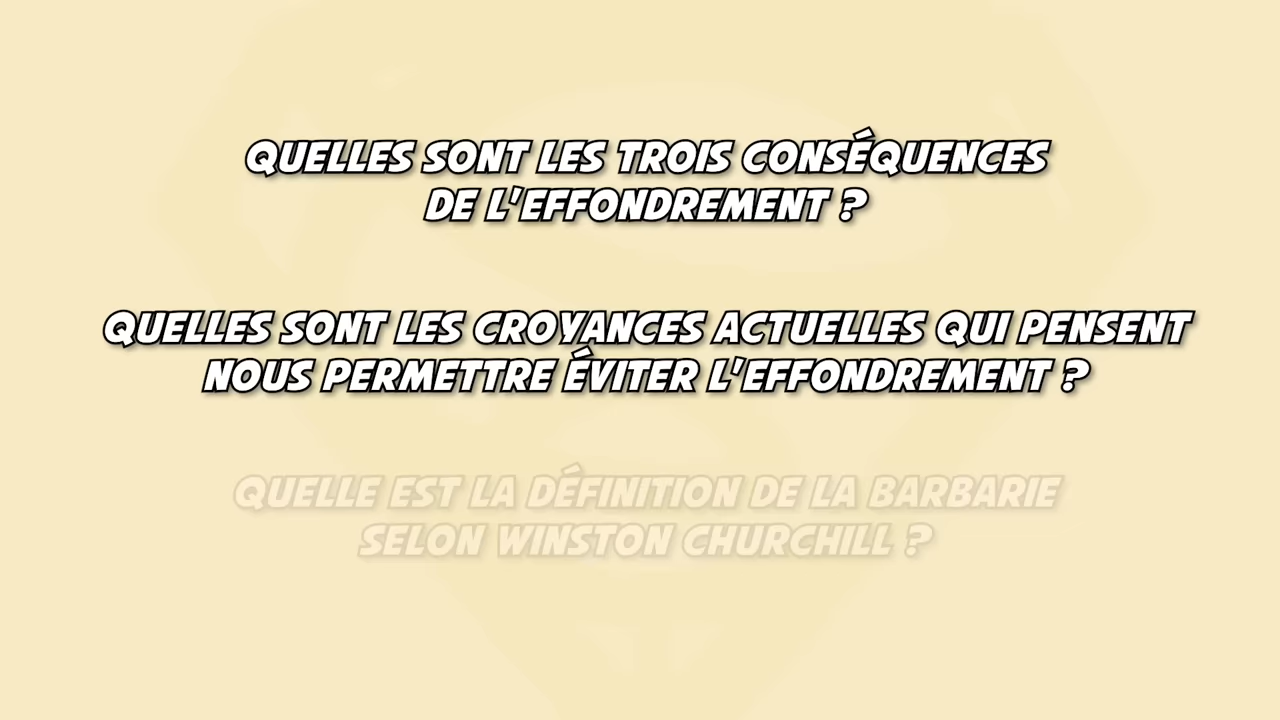 QUELLES SONT LES TROIS CONSÉQUENCES
DE L'EFFONDREMENT ?
QUELLES SONT LES CROYANCES ACTUELLES QUI PENSENT
NOUS PERMETTRE ÉVITER L'EFFONDREMENT ?
QUELLE EST LA DÉFINITION DE LA BARBARIE
SELON WINSTON CHURCHILL ?